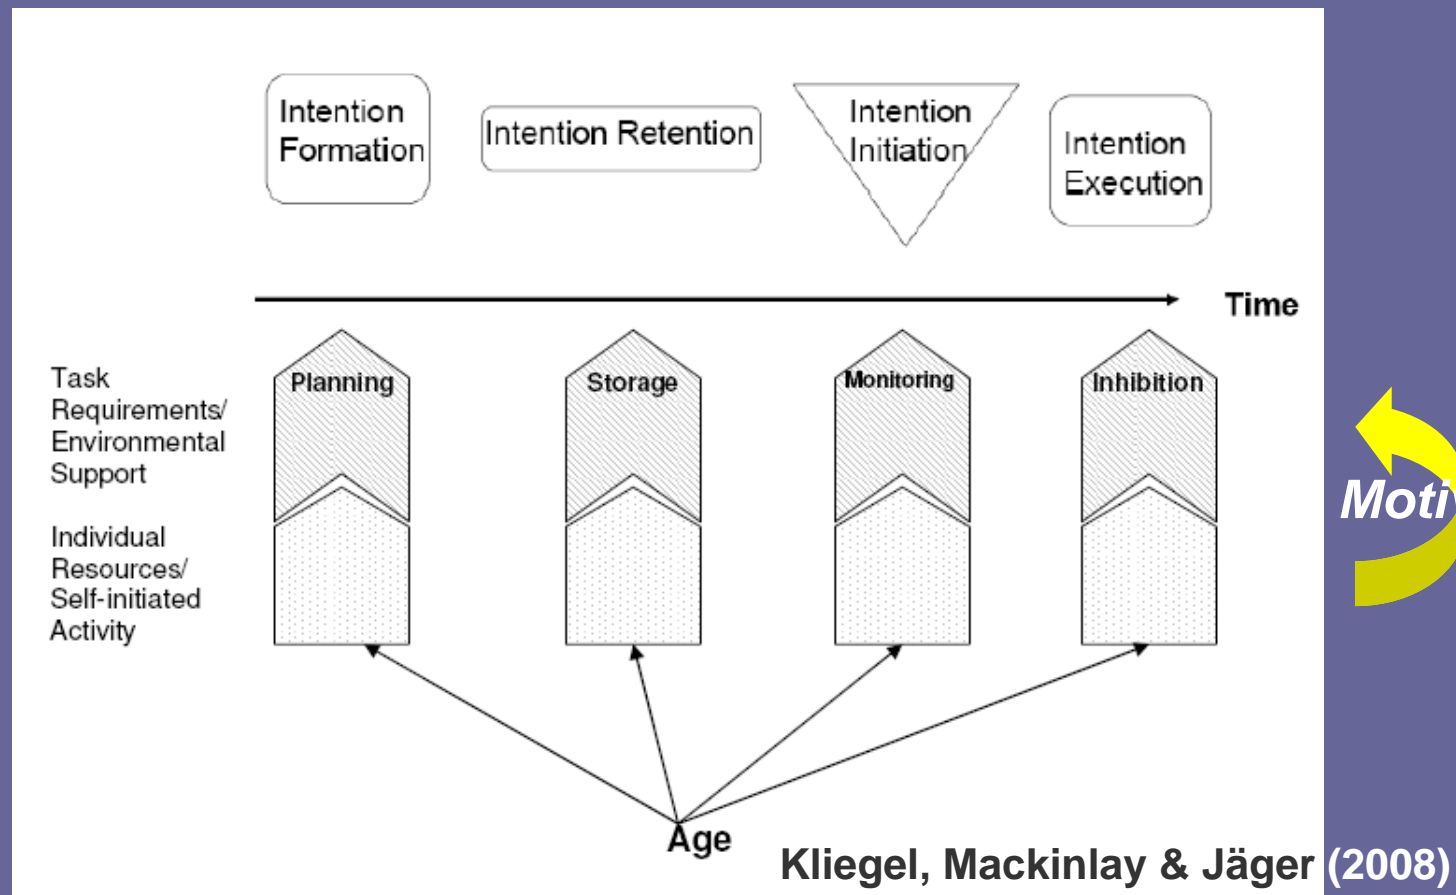 Intention
Formation
Intention Retention
Intention
Initiation
Intention
Execution
Time
Task
Requirements/
Environmental
Support
Planning
Storage
Monitoring
Inhibition
Individual
Resources/
Self-initiated
Activity
Age
Moti
Kliegel, Mackinlay & Jäger (2008)